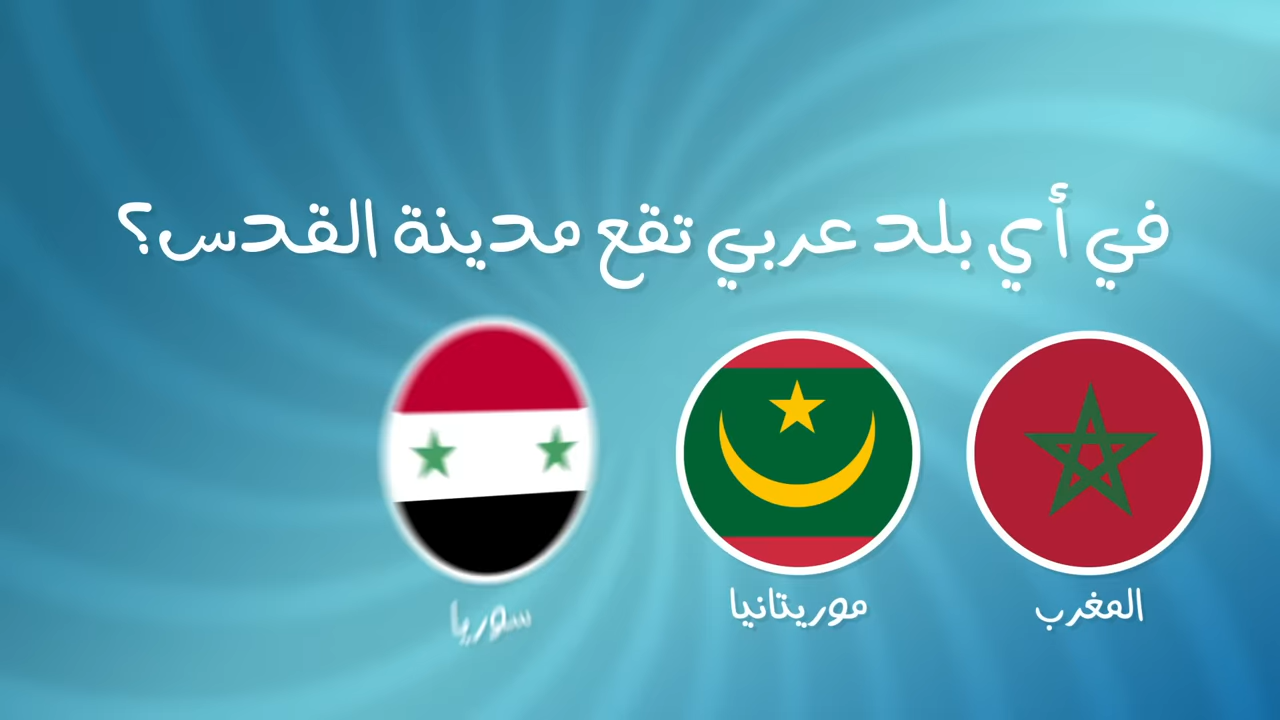 في أي بلد عربي تقع مدينة القدس؟
المغرب
موريتانيا
سوريا